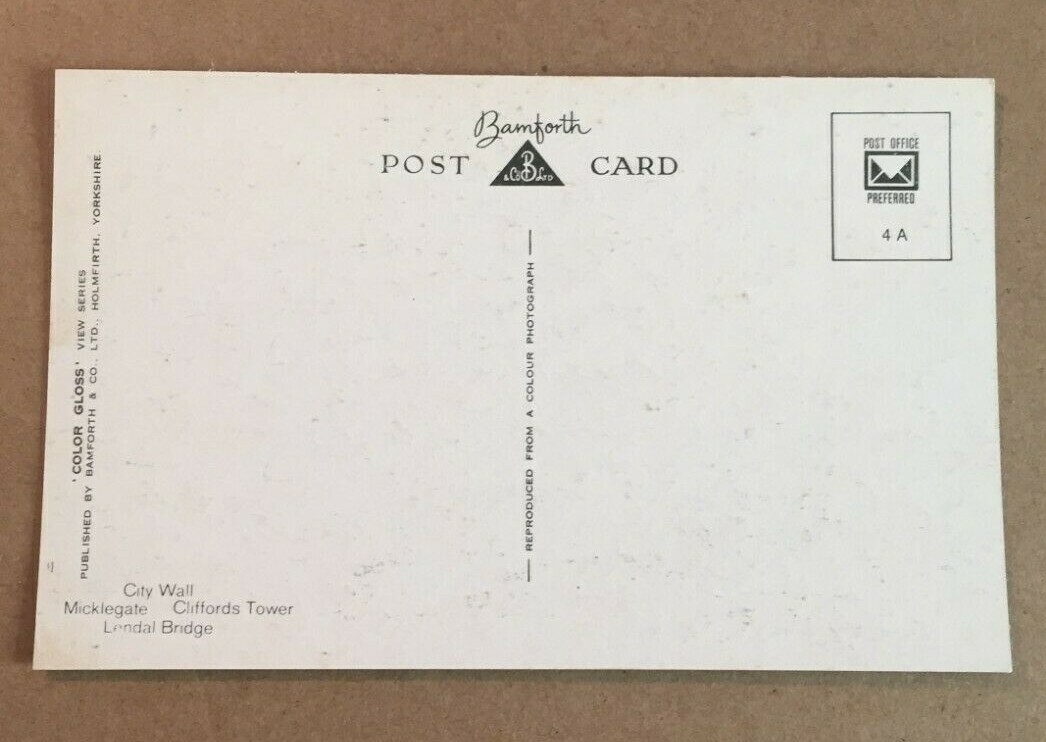 Bamforth
POST CARD
& Co B LTD
POST OFFICE
PREFERRED
4 A
'COLOR GLOSS' VIEW SERIES
PUBLISHED BY BAMFORTH & CO., LTD., HOLMFIRTH, YORKSHIRE.
REPRODUCED FROM A COLOUR PHOTOGRAPH
City Wall
Micklegate Cliffords Tower
Lendal Bridge